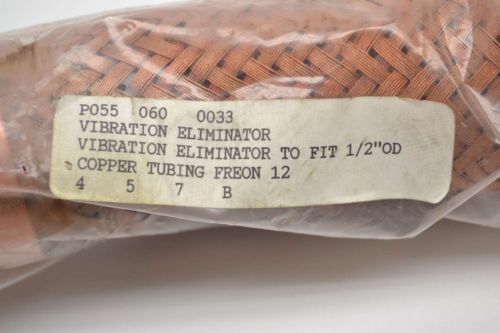 P055 060 0033
VIBRATION ELIMINATOR
VIBRATION ELIMINATOR TO FIT 1/2"OD
COPPER TUBING FREON 12
4 5 7 B